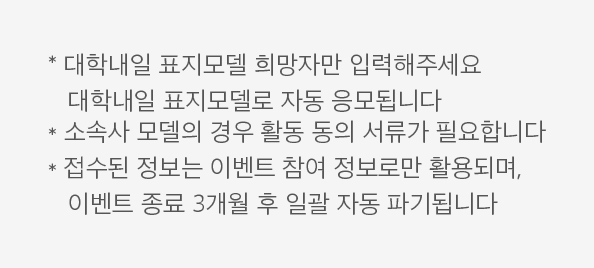 * 대학내일 표지모델 희망자만 입력해주세요
대학내일 표지모델로 자동 응모됩니다
* 소속사 모델의 경우 활동 동의 서류가 필요합니다
* 접수된 정보는 이벤트 참여 정보로만 활용되며,
이벤트 종료 3개월 후 일괄 자동 파기됩니다